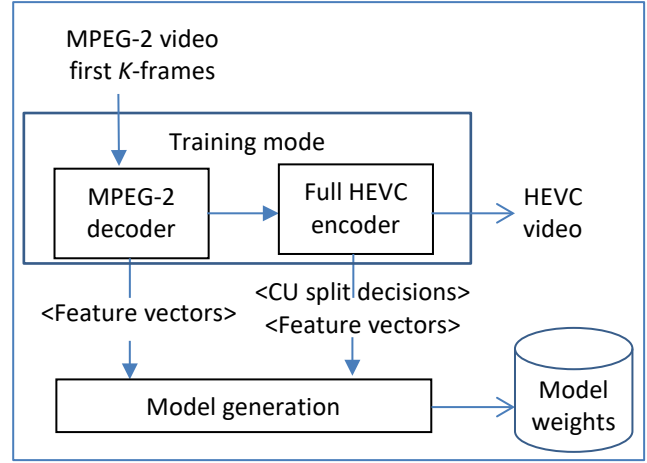 MPEG-2 video
first K-frames
Training mode
MPEG-2
decoder
Full HEVC
encoder
HEVC
video
<Feature vectors>
<CU split decisions>
<Feature vectors>
Model generation
Model
weights